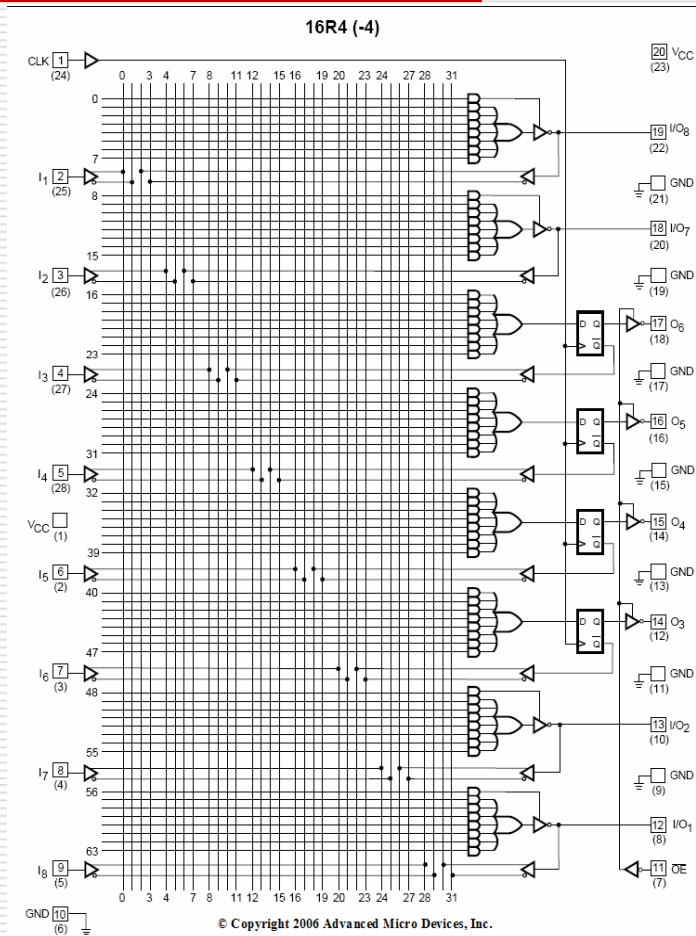 16R4 (-4)
CLK 1
(24)
20 VCC
(23)
0 3 4 7 8 11 12 15 16 19 20 23 24 27 28 31
0
19 I/O8
(22)
7
I1 2
(25)
GND
(21)
8
18 I/O7
(20)
15
I2 3
(26)
GND
(19)
16
D Q
Q
17 O6
(18)
23
I3 4
(27)
GND
(17)
24
D Q
Q
16 O5
(16)
31
I4 5
(28)
GND
(15)
32
VCC
(1)
D Q
Q
15 O4
(14)
39
I5 6
(2)
GND
(13)
40
D Q
Q
14 O3
(12)
47
I6 7
(3)
GND
(11)
48
13 I/O2
(10)
55
I7 8
(4)
GND
(9)
56
12 I/O1
(8)
63
I8 9
(5)
11 OE
(7)
0 3 4 7 8 11 12 15 16 19 20 23 24 27 28 31
GND 10
(6)
© Copyright 2006 Advanced Micro Devices, Inc.